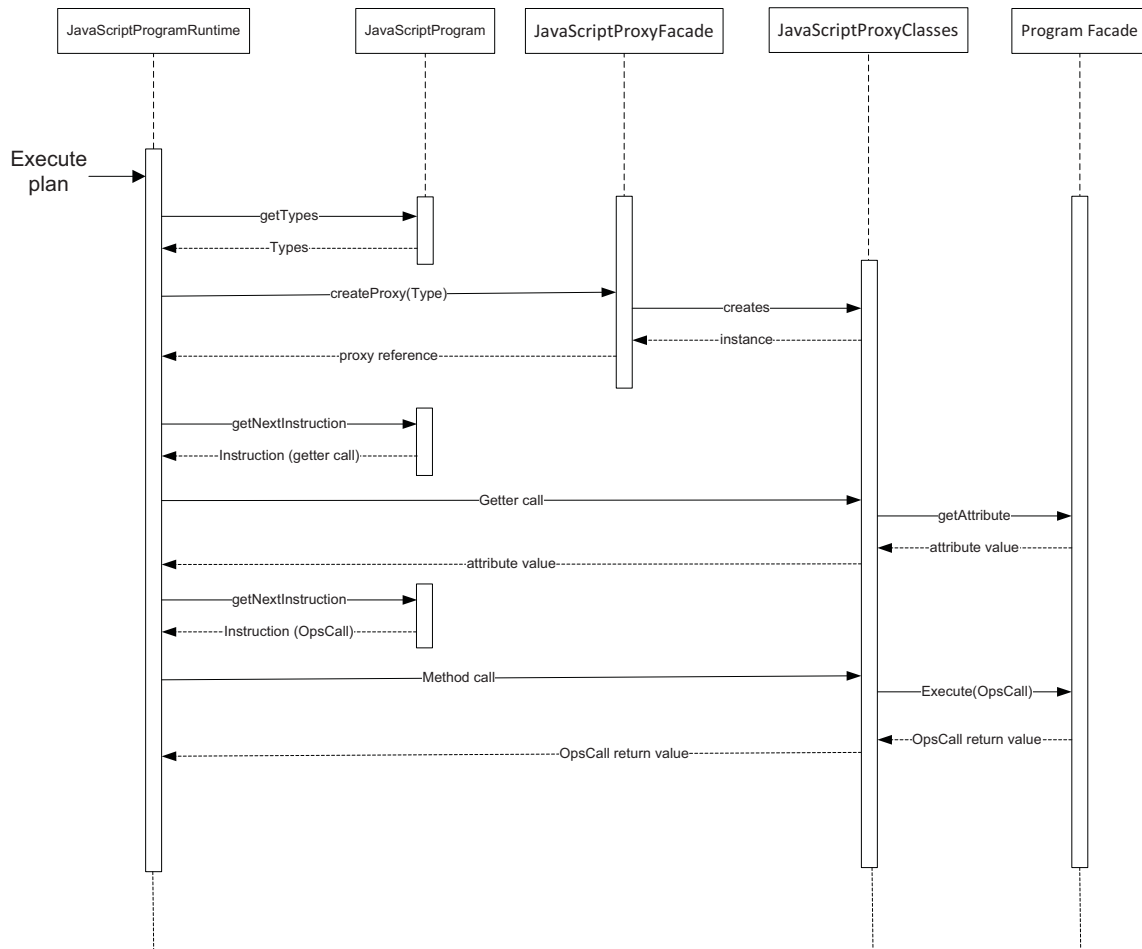 JavaScriptProgramRuntime
JavaScriptProgram
JavaScriptProxyFacade
JavaScriptProxyClasses
Program Facade
Execute
plan
getTypes
Types
createProxy(Type)
creates
instance
proxy reference
getNextInstruction
Instruction (getter call)
Getter call
getAttribute
attribute value
attribute value
getNextInstruction
Instruction (OpsCall)
Method call
Execute(OpsCall)
OpsCall return value
OpsCall return value